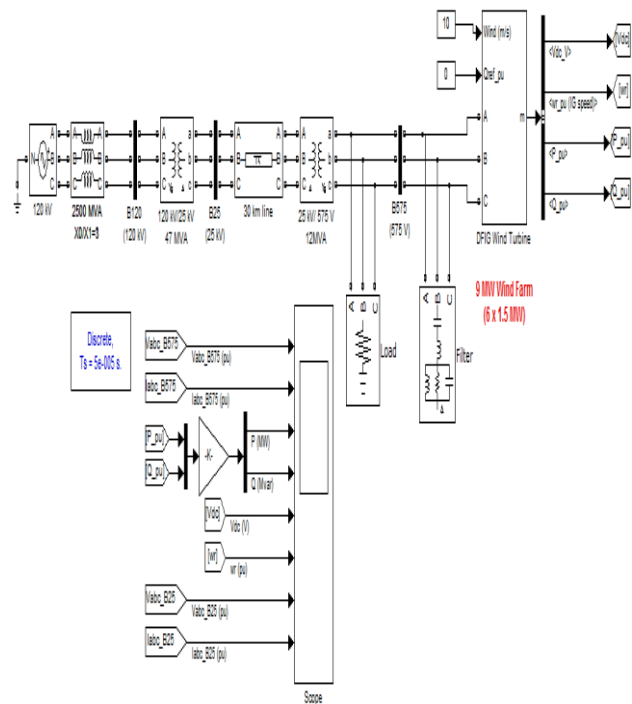 10
Wind (m/s)
[Vdc]
<Vdc_V>
0
Qref_pu
[wr]
<wr_pu (IG speed)>
m
A
[P_pu]
<P_pu>
B
[Q_pu]
<Q_pu>
C
DFIG Wind Turbine
9 MW Wind Farm
(6 x 1.5 MW)
N
A A A A A a A A A A A a A
B B B B B b B B B B B b B
C C C C C c C C C C C c C
120 kV
2500 MVA
X0/X1=3
B120
(120 kV)
120 kV/25 kV
47 MVA
B25
(25 kV)
30 km line
25 kV/ 575 V
12MVA
B575
(575 V)
A B C
Load
A B C
Filter
Discrete,
Ts = 5e-005 s.
Vabc_B575
Vabc_B575 (pu)
Iabc_B575
Iabc_B575 (pu)
[P_pu]
[Q_pu]
-K-
P (MW)
Q (Mvar)
[Vdc]
Vdc (V)
[wr]
wr (pu)
Vabc_B25
Vabc_B25 (pu)
Iabc_B25
Iabc_B25 (pu)
Scope